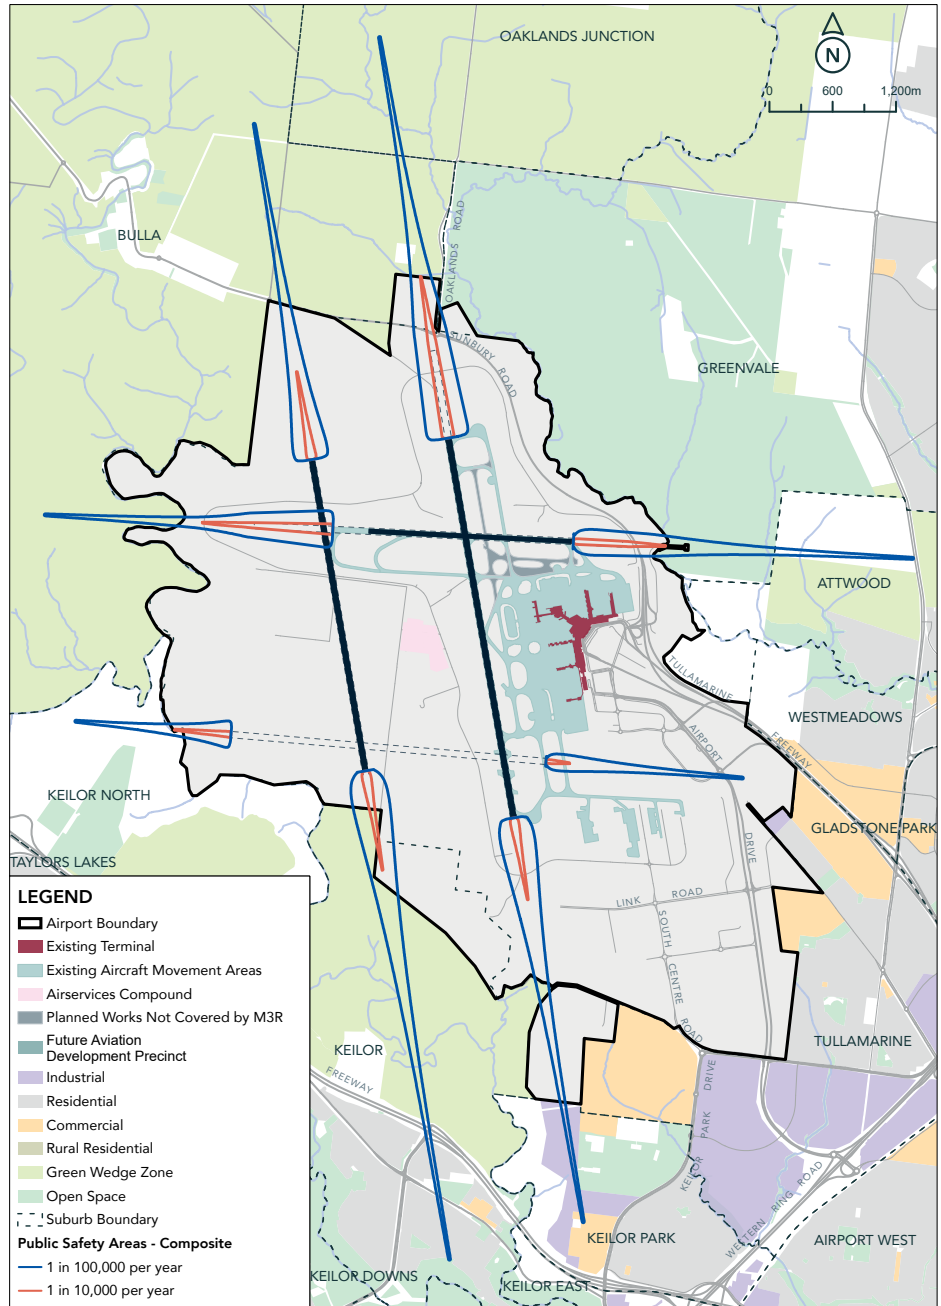 OAKLANDS JUNCTION
N
0 600 1,200m
BULLA
OAKLANDS ROAD
SUNBURY ROAD
GREENVALE
ATTWOOD
TULLAMARINE FREEWAY
WESTMEADOWS
AIRPORT DRIVE
KEILOR NORTH
GLADSTONE PARK
TAYLORS LAKES
LINK ROAD
SOUTH CENTRE ROAD
LEGEND
Airport Boundary
Existing Terminal
Existing Aircraft Movement Areas
Airservices Compound
Planned Works Not Covered by M3R
Future Aviation
Development Precinct
Industrial
Residential
Commercial
Rural Residential
Green Wedge Zone
Open Space
Suburb Boundary
Public Safety Areas - Composite
1 in 100,000 per year
1 in 10,000 per year
KEILOR
FREEWAY
TULLAMARINE
KEILOR PARK DRIVE
WESTERN RING ROAD
KEILOR PARK
AIRPORT WEST
KEILOR DOWNS
KEILOR EAST